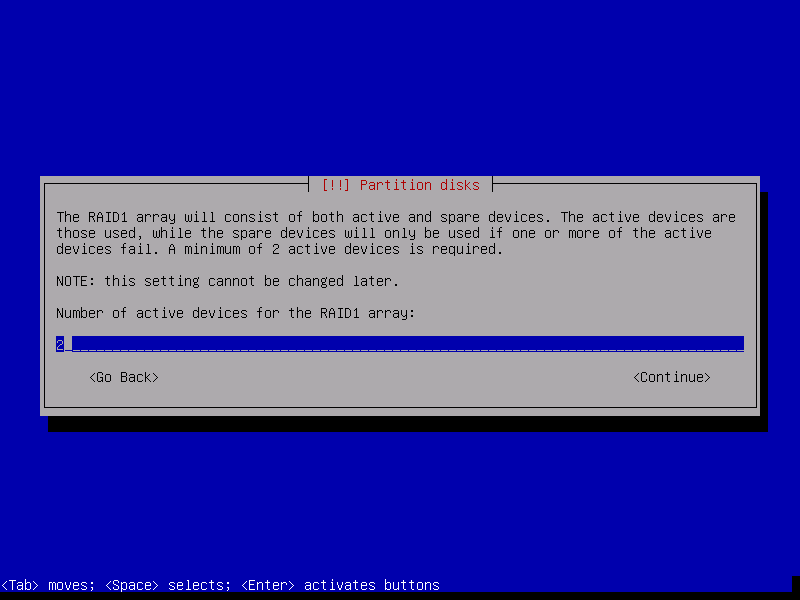 [!!] Partition disks
The RAID1 array will consist of both active and spare devices. The active devices are
those used, while the spare devices will only be used if one or more of the active
devices fail. A minimum of 2 active devices is required.
NOTE: this setting cannot be changed later.
Number of active devices for the RAID1 array:
2
<Go Back> <Continue>
<Tab> moves; <Space> selects; <Enter> activates buttons